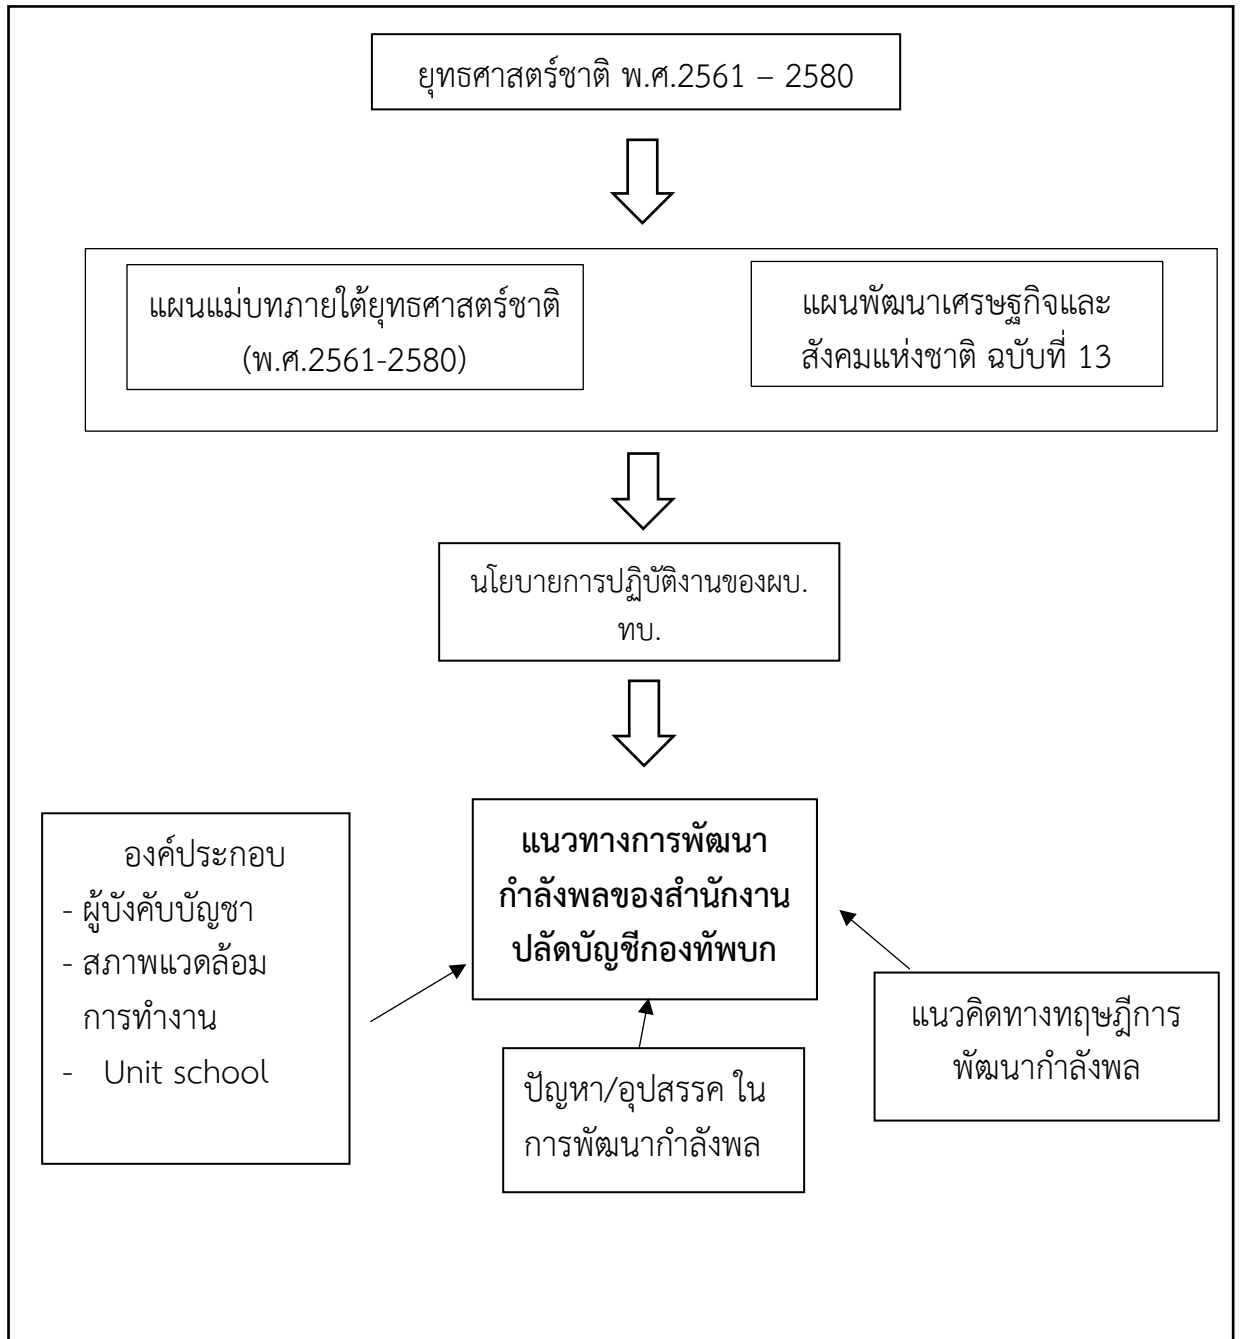 ยุทธศาสตร์ชาติ พ.ศ.2561 – 2580
แผนแม่บทภายใต้ยุทธศาสตร์ชาติ
(พ.ศ.2561-2580)
แผนพัฒนาเศรษฐกิจและ
สังคมแห่งชาติ ฉบับที่ 13
นโยบายการปฏิบัติงานของผบ.
ทบ.
องค์ประกอบ
- ผู้บังคับบัญชา
- สภาพแวดล้อม
การทำงาน
- Unit school
แนวทางการพัฒนา
กำลังพลของสำนักงาน
ปลัดบัญชีกองทัพบก
ปัญหา/อุปสรรค ใน
การพัฒนากำลังพล
แนวคิดทางทฤษฎีการ
พัฒนากำลังพล